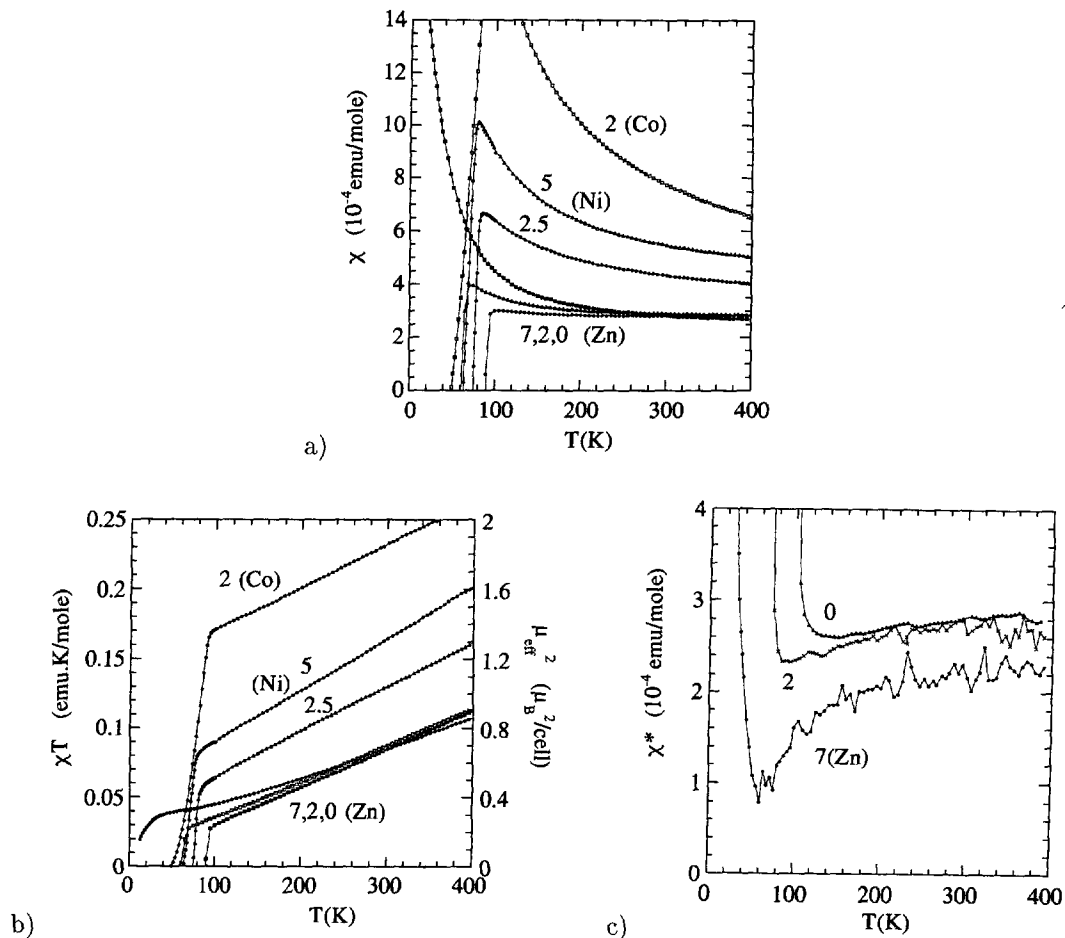 14
12
10
8
6
4
2
0
χ (10⁻⁴ emu/mole)
2 (Co)
5
(Ni)
2.5
7,2,0 (Zn)
0 100 200 300 400
T(K)
a)
0.25
0.2
0.15
0.1
0.05
0
χT (emu.K/mole)
2 (Co)
5
(Ni)
2.5
7,2,0 (Zn)
2
1.6
1.2
0.8
0.4
0
μeff² (μB²/cell)
0 100 200 300 400
T(K)
b)
4
3
2
1
0
χ* (10⁻⁴ emu/mole)
0
2
7(Zn)
0 100 200 300 400
T(K)
c)